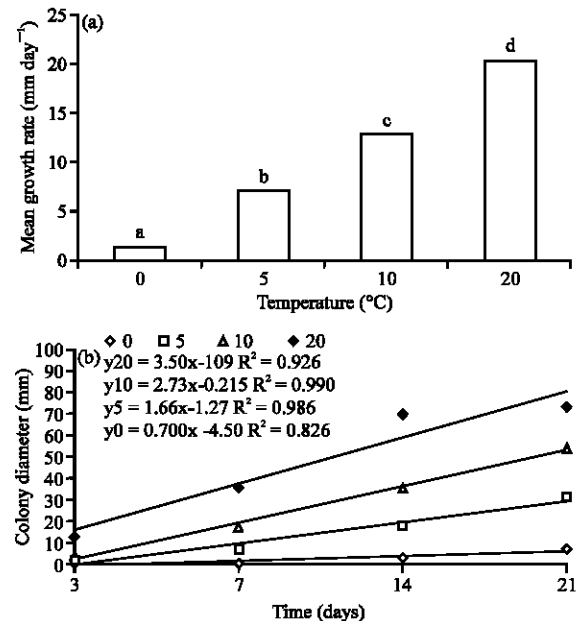 (a)
25
20
15
10
5
0
Mean growth rate (mm day⁻¹)
a
b
c
d
0 5 10 20
Temperature (°C)
(b)
◇ 0 □ 5 △ 10 ◆ 20
y20 = 3.50x-109 R² = 0.926
y10 = 2.73x-0.215 R² = 0.990
y5 = 1.66x-1.27 R² = 0.986
y0 = 0.700x -4.50 R² = 0.826
100
90
80
70
60
50
40
30
20
10
0
Colony diameter (mm)
3 7 14 21
Time (days)